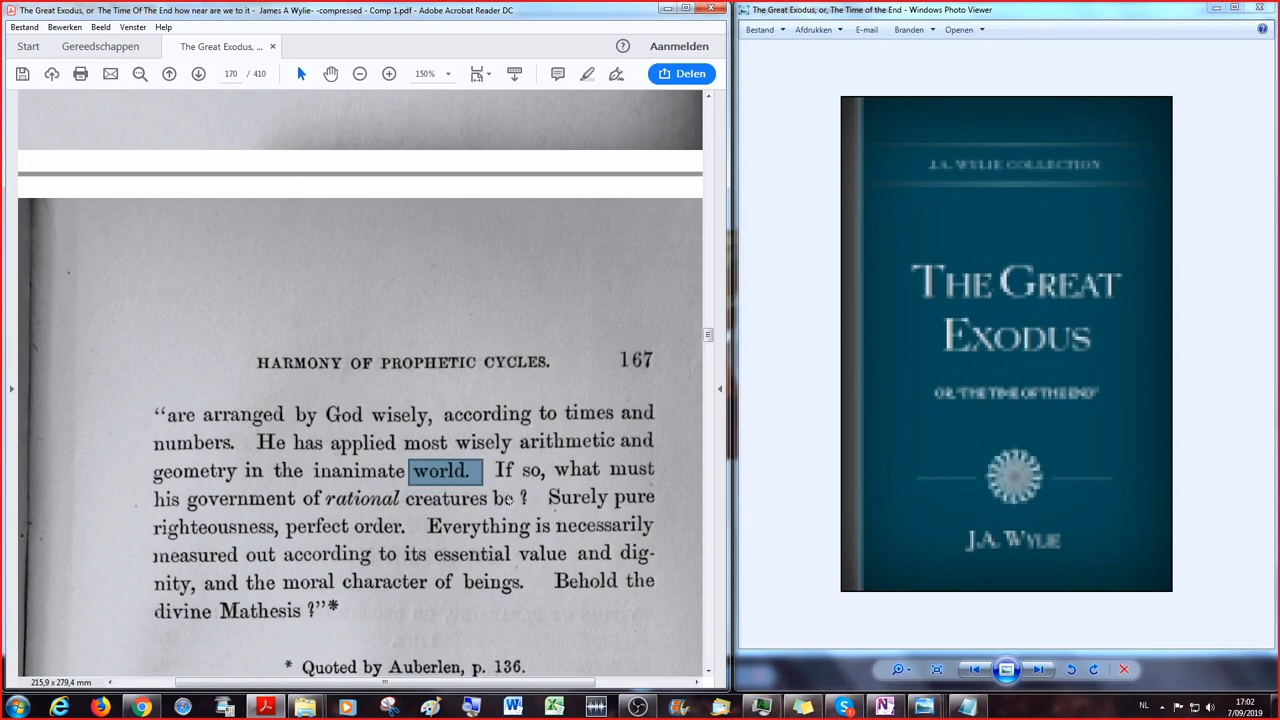 The Great Exodus, or The Time Of The End how near are we to it - James A Wylie- -compressed - Comp 1.pdf - Adobe Acrobat Reader DC
Bestand Bewerken Beeld Venster Help
Start Gereedschappen The Great Exodus, ... Aanmelden
170 / 410 150% Delen
HARMONY OF PROPHETIC CYCLES. 167
“are arranged by God wisely, according to times and
numbers. He has applied most wisely arithmetic and
geometry in the inanimate world. If so, what must
his government of rational creatures be ? Surely pure
righteousness, perfect order. Everything is necessarily
measured out according to its essential value and dig-
nity, and the moral character of beings. Behold the
divine Mathesis ?”*
* Quoted by Auberlen, p. 136.
215,9 x 279,4 mm
The Great Exodus, or, The Time of the End - Windows Photo Viewer
Bestand Afdrukken E-mail Branden Openen
J.A. WYLIE COLLECTION
THE GREAT
EXODUS
OR, "THE TIME OF THE END"
J.A. WYLIE
NL 17:02
7/09/2019